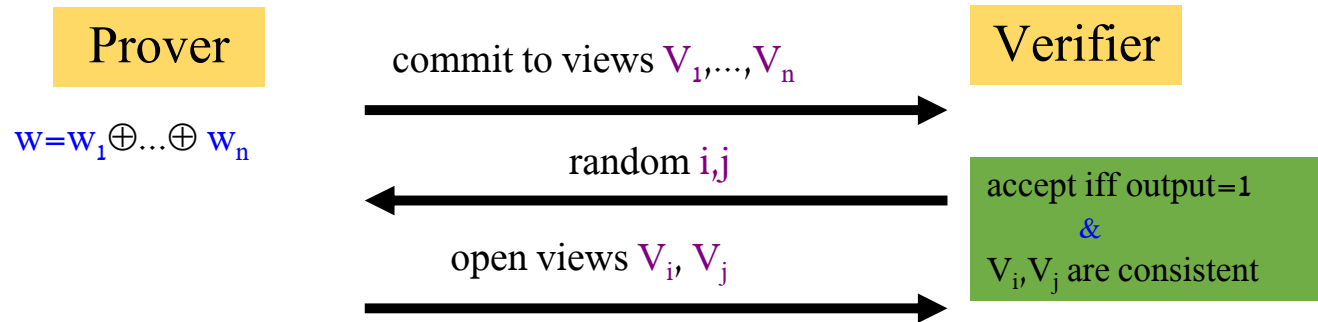 Prover
Verifier
commit to views V₁,...,Vₙ
w=w₁⊕...⊕ wₙ
random i,j
accept iff output=1
&
Vᵢ,Vⱼ are consistent
open views Vᵢ, Vⱼ